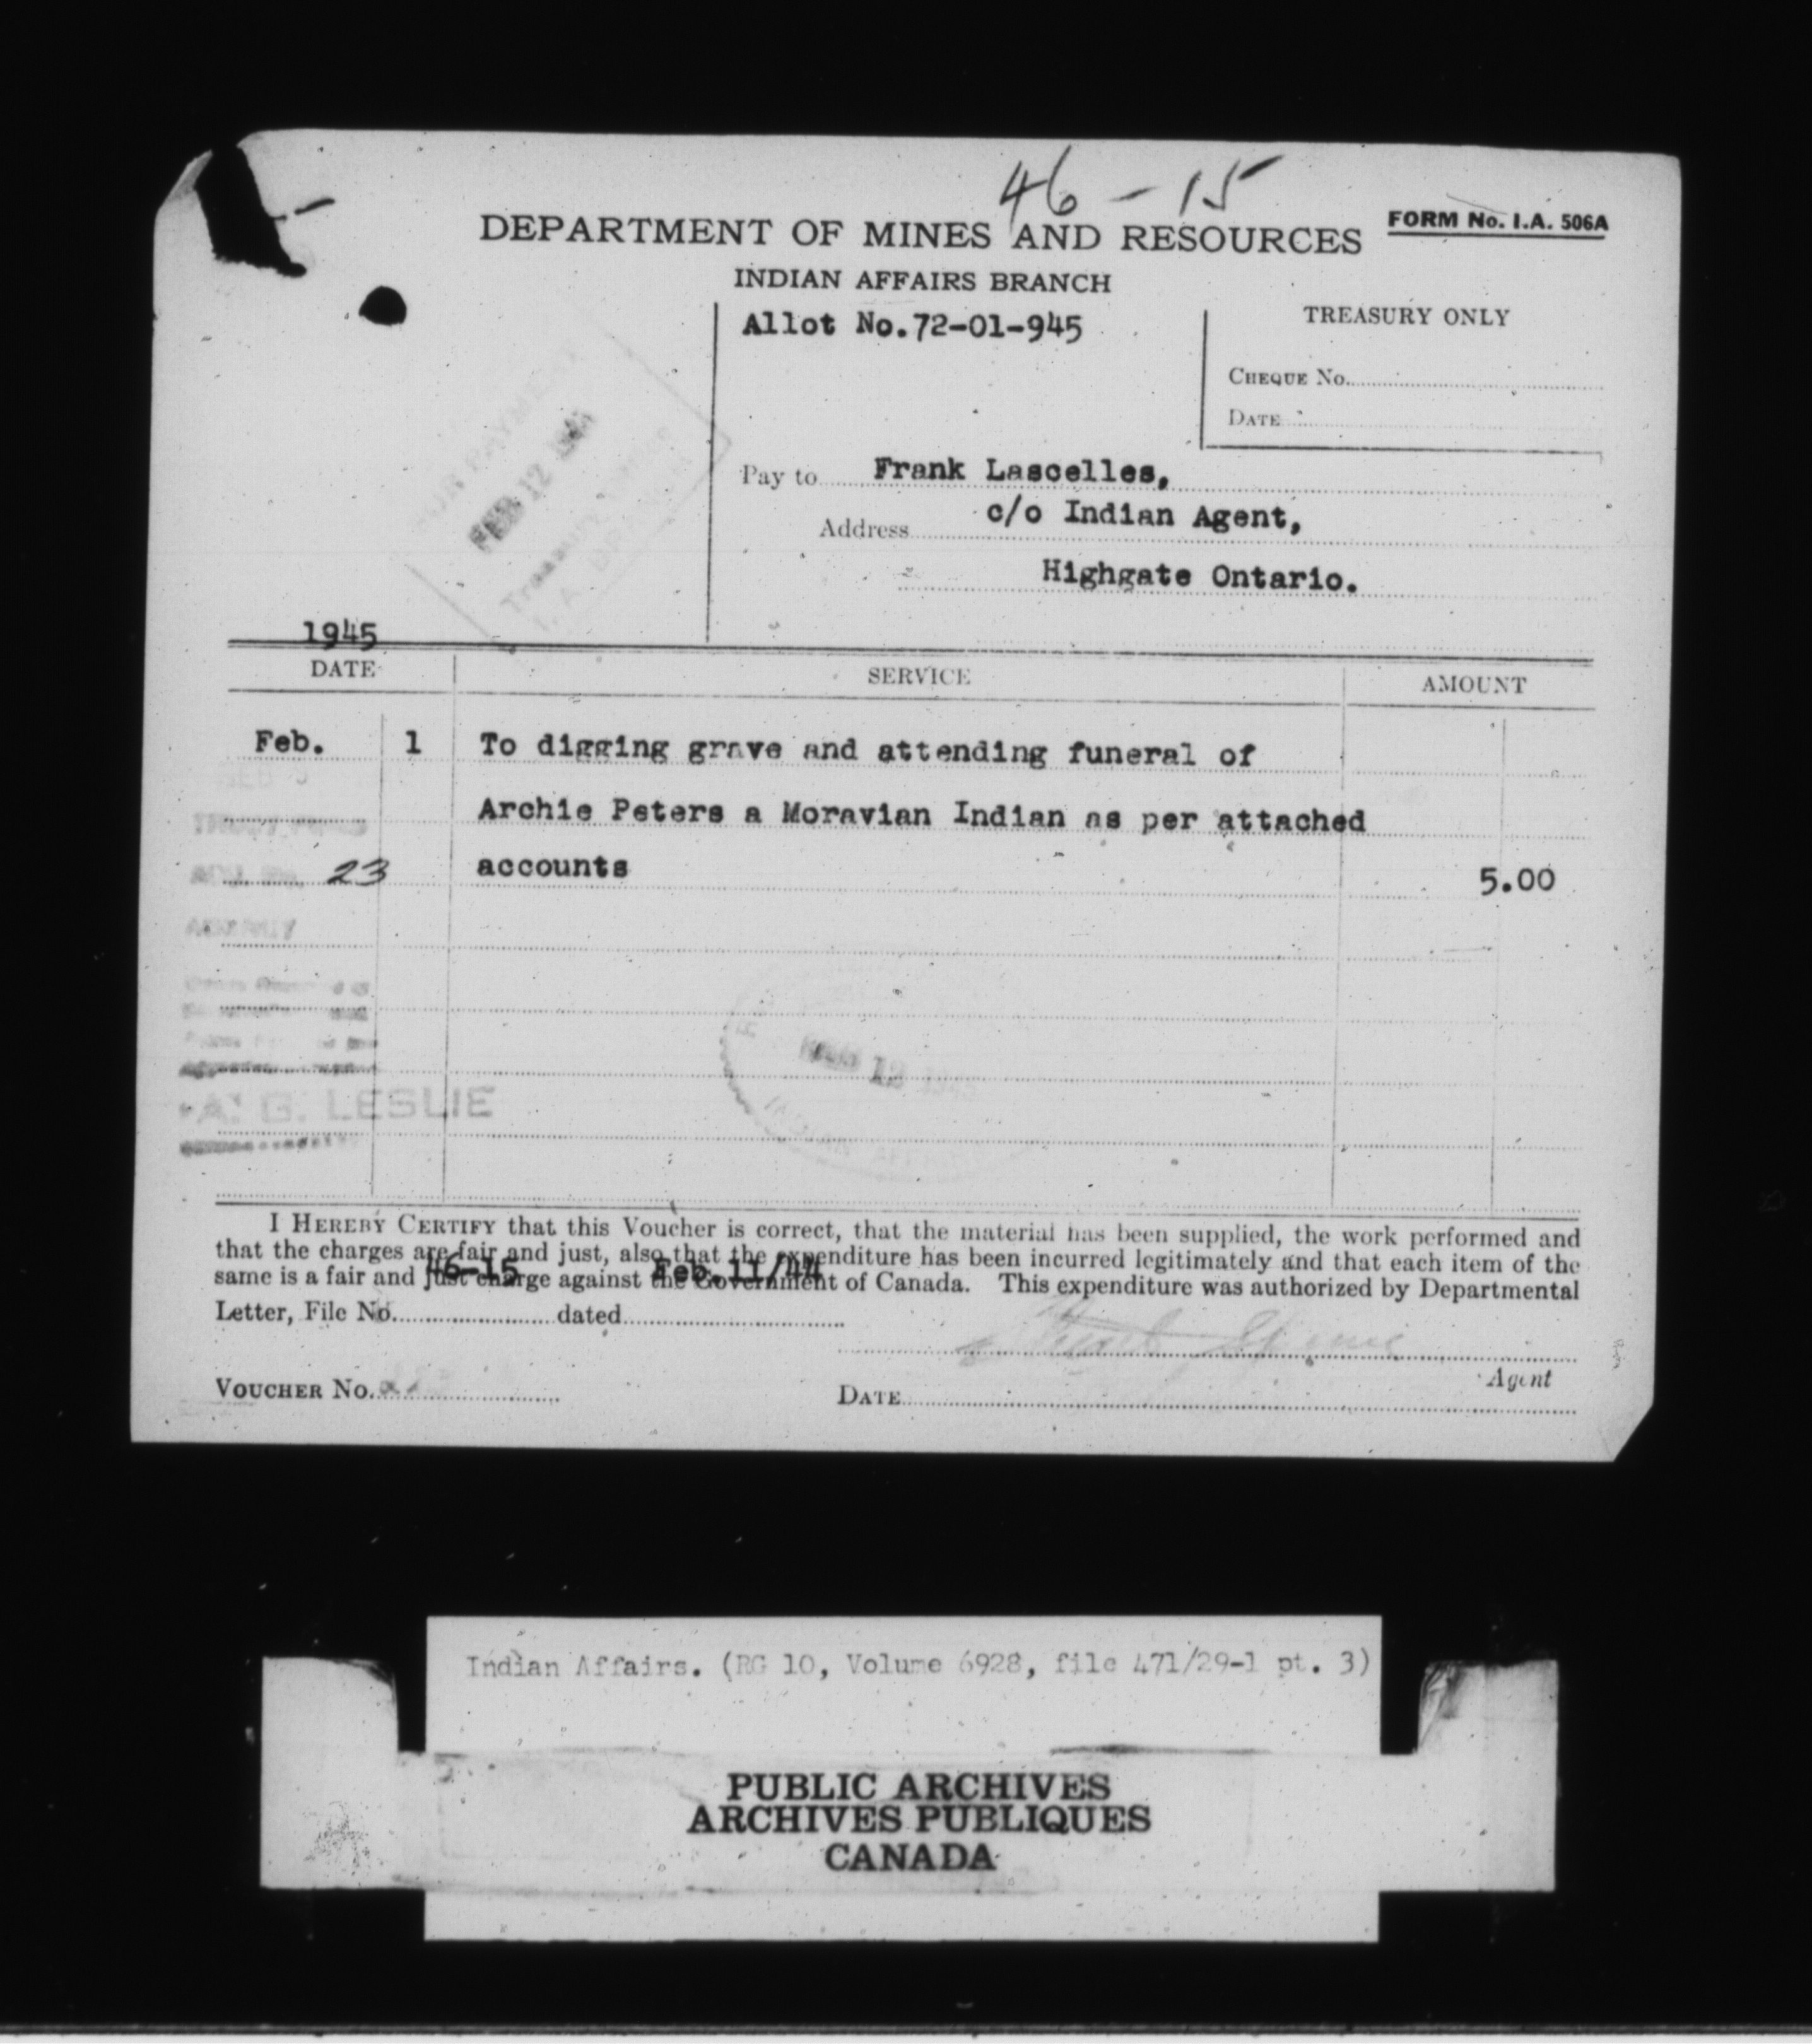 46 - 15
DEPARTMENT OF MINES AND RESOURCES
FORM No. I.A. 506A
INDIAN AFFAIRS BRANCH
Allot No. 72-01-945
TREASURY ONLY
CHEQUE No.
DATE
FEB 12
Pay to Frank Lascelles,
Address c/o Indian Agent,
Highgate Ontario.
1945
DATE SERVICE AMOUNT
Feb. 1 To digging grave and attending funeral of
Archie Peters a Moravian Indian as per attached
23 accounts 5.00
12
A. G. LESLIE
I HEREBY CERTIFY that this Voucher is correct, that the material has been supplied, the work performed and
that the charges are fair and just, also that the expenditure has been incurred legitimately and that each item of the
same is a fair and just charge against the Government of Canada. This expenditure was authorized by Departmental
46-15 Feb. 11/44
Letter, File No. dated
Agent
VOUCHER No. DATE
Indian Affairs. (RG 10, Volume 6928, file 471/29-1 pt. 3)
PUBLIC ARCHIVES
ARCHIVES PUBLIQUES
CANADA